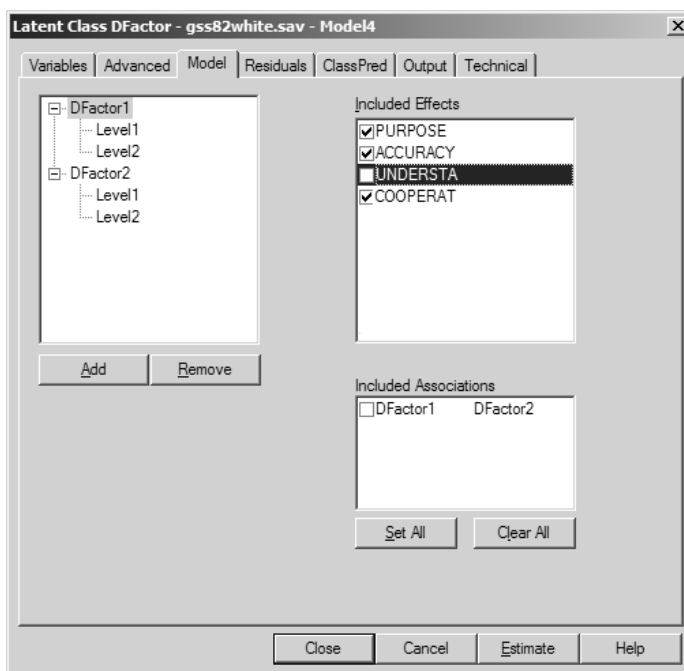 Latent Class DFactor - gss82white.sav - Model4
Variables Advanced Model Residuals ClassPred Output Technical
DFactor1
Level1
Level2
DFactor2
Level1
Level2
Add Remove
Included Effects
PURPOSE
ACCURACY
UNDERSTA
COOPERAT
Included Associations
DFactor1 DFactor2
Set All Clear All
Close Cancel Estimate Help